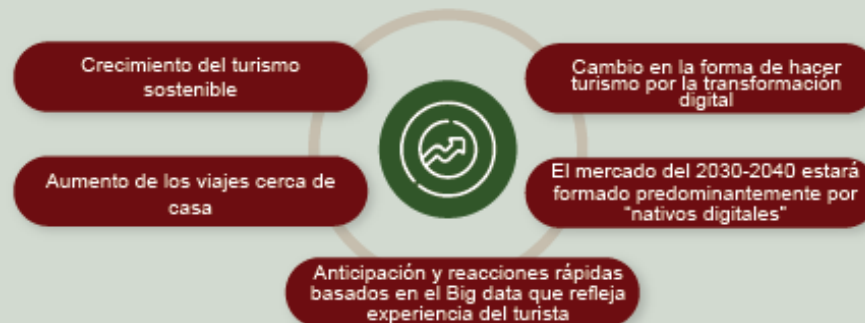 Crecimiento del turismo
sostenible
Cambio en la forma de hacer
turismo por la transformación
digital
Aumento de los viajes cerca de
casa
El mercado del 2030-2040 estará
formado predominantemente por
"nativos digitales"
Anticipación y reacciones rápidas
basados en el Big data que refleja
experiencia del turista